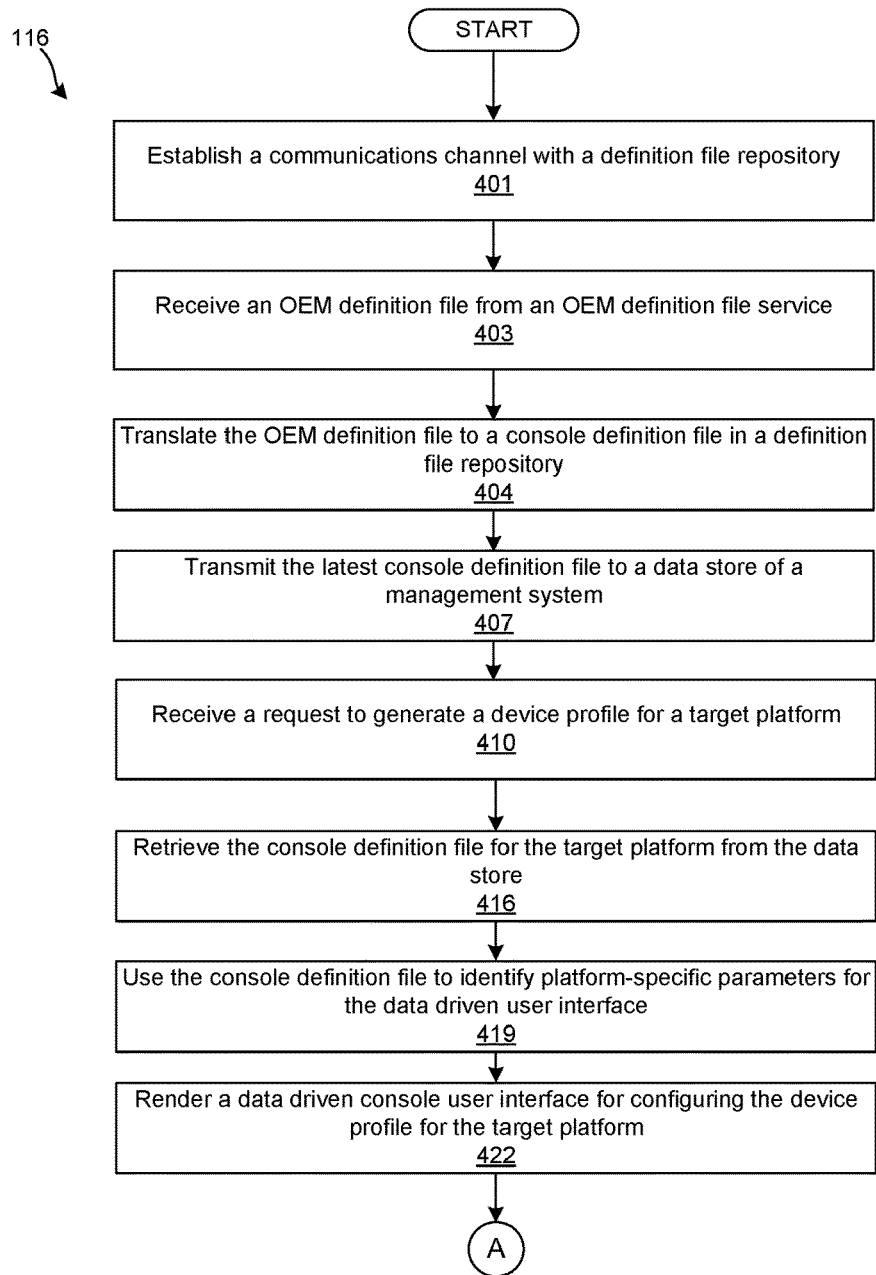 116
START
Establish a communications channel with a definition file repository
401
Receive an OEM definition file from an OEM definition file service
403
Translate the OEM definition file to a console definition file in a definition
file repository
404
Transmit the latest console definition file to a data store of a
management system
407
Receive a request to generate a device profile for a target platform
410
Retrieve the console definition file for the target platform from the data
store
416
Use the console definition file to identify platform-specific parameters for
the data driven user interface
419
Render a data driven console user interface for configuring the device
profile for the target platform
422
A